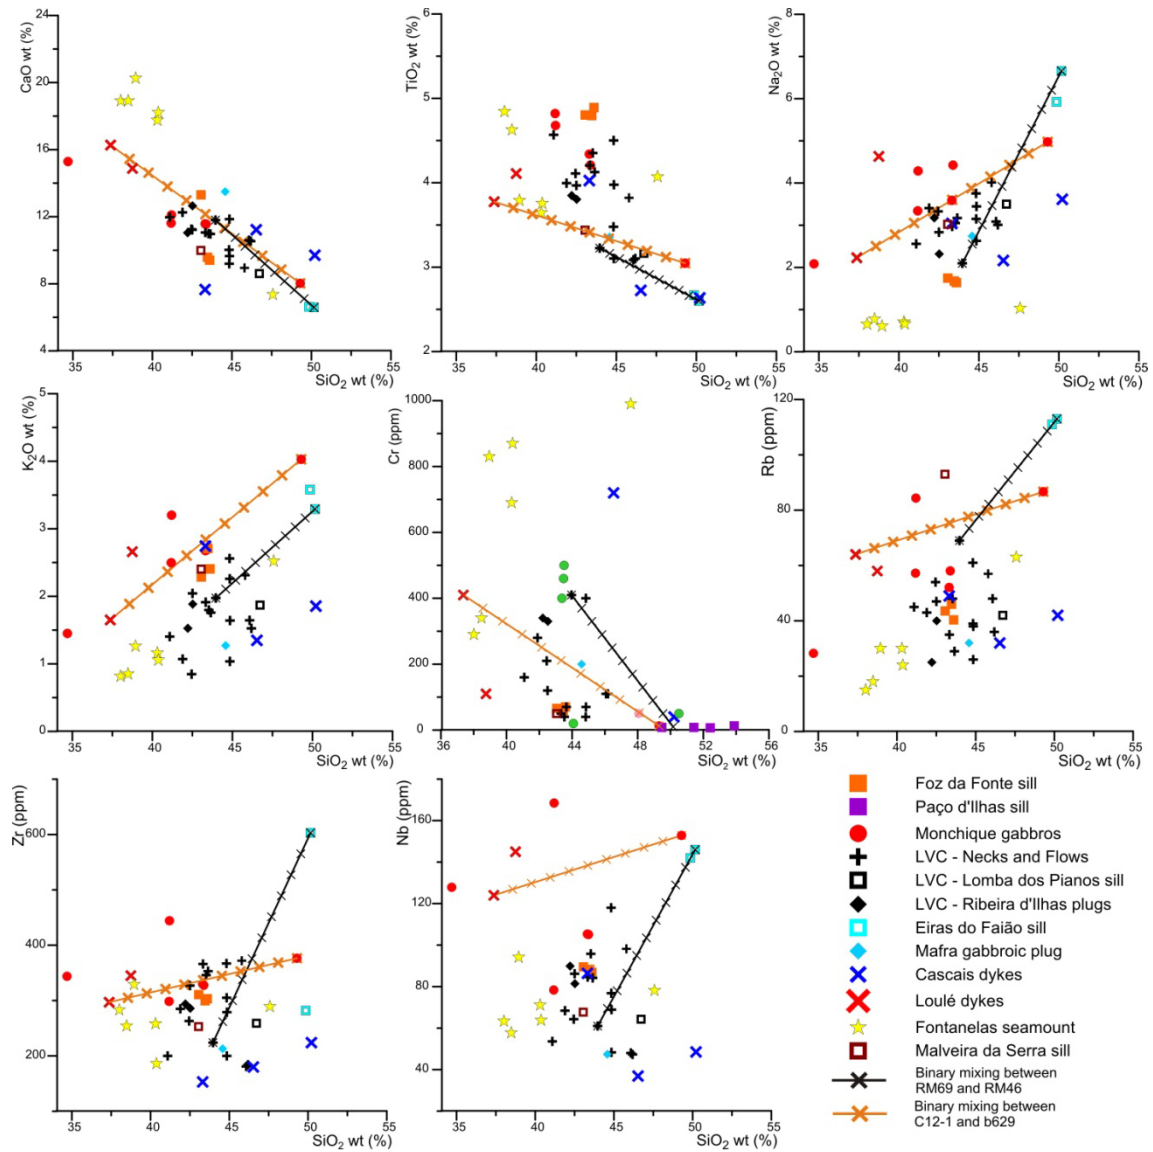 CaO wt (%)
24
20
16
12
8
4
35
40
45
50
55
SiO₂ wt (%)
TiO₂ wt (%)
6
5
4
3
2
35
40
45
50
55
SiO₂ wt (%)
Na₂O wt (%)
8
6
4
2
0
35
40
45
50
55
SiO₂ wt (%)
K₂O wt (%)
5
4
3
2
1
0
35
40
45
50
55
SiO₂ wt (%)
Cr (ppm)
1000
800
600
400
200
0
36
40
44
48
52
56
SiO₂ wt (%)
Rb (ppm)
120
80
40
0
35
40
45
50
55
SiO₂ wt (%)
Zr (ppm)
600
400
200
35
40
45
50
55
SiO₂ wt (%)
Nb (ppm)
160
120
80
40
35
40
45
50
55
SiO₂ wt (%)
Foz da Fonte sill
Paço d'Ilhas sill
Monchique gabbros
LVC - Necks and Flows
LVC - Lomba dos Pianos sill
LVC - Ribeira d'Ilhas plugs
Eiras do Faião sill
Mafra gabbroic plug
Cascais dykes
Loulé dykes
Fontanelas seamount
Malveira da Serra sill
Binary mixing between
RM69 and RM46
Binary mixing between
C12-1 and b629